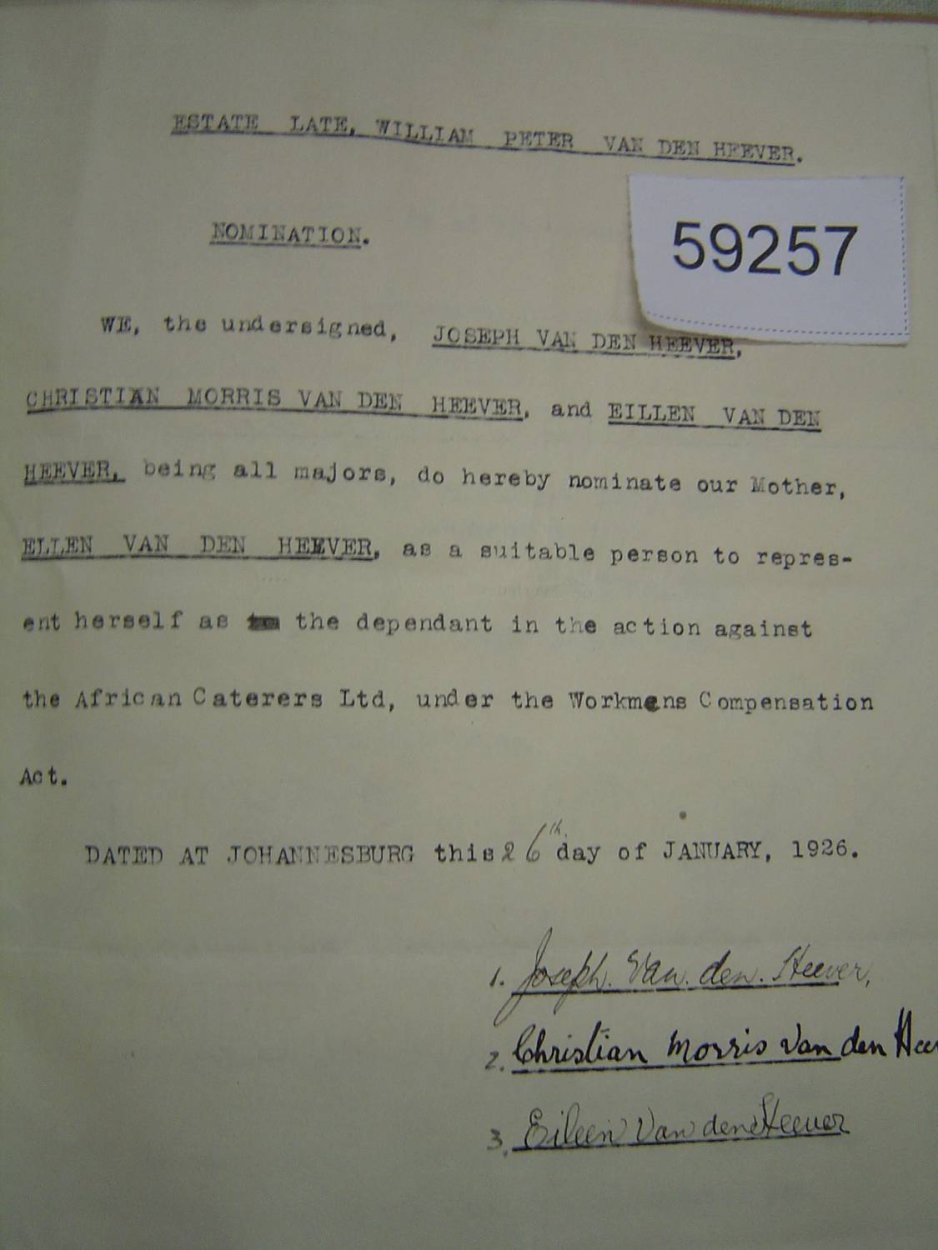 ESTATE LATE, WILLIAM PETER VAN DEN HEEVER.
59257
NOMINATION.
WE, the undersigned, JOSEPH VAN DEN HEEVER,
CHRISTIAN MORRIS VAN DEN HEEVER, and EILLEN VAN DEN
HEEVER, being all majors, do hereby nominate our Mother,
ELLEN VAN DEN HEEVER, as a suitable person to repres-
ent herself as the dependant in the action against
the African Caterers Ltd, under the Workmens Compensation
Act.
DATED AT JOHANNESBURG this 26th. day of JANUARY, 1926.
1. Joseph. Van. den. Heever,
2. Christian Morris Van den Hee
3. Eileen Van den Heever